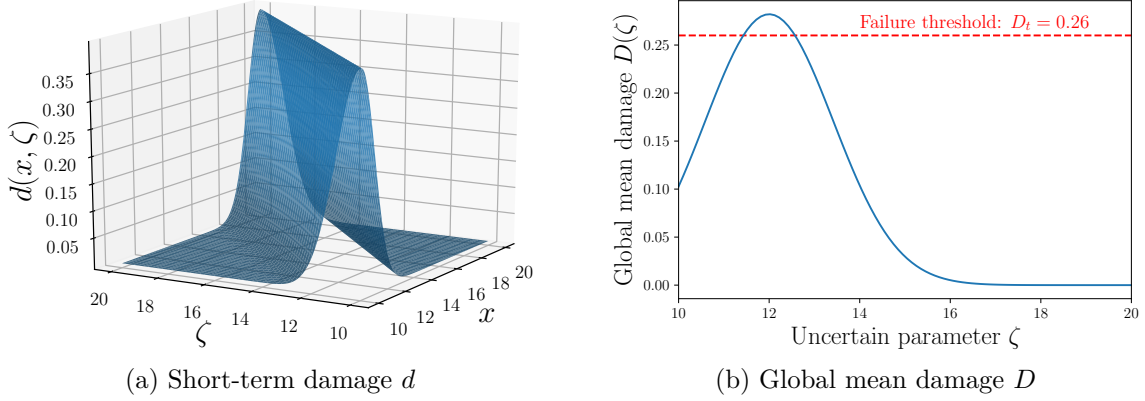 0.35
0.30
0.25
0.20
0.15
0.10
0.05
d(x, ζ)
20
18
16
14
12
10
ζ
10
12
14
16
18
20
x
(a) Short-term damage d
Failure threshold: D_t = 0.26
0.25
0.20
0.15
0.10
0.05
0.00
Global mean damage D(ζ)
10 12 14 16 18 20
Uncertain parameter ζ
(b) Global mean damage D